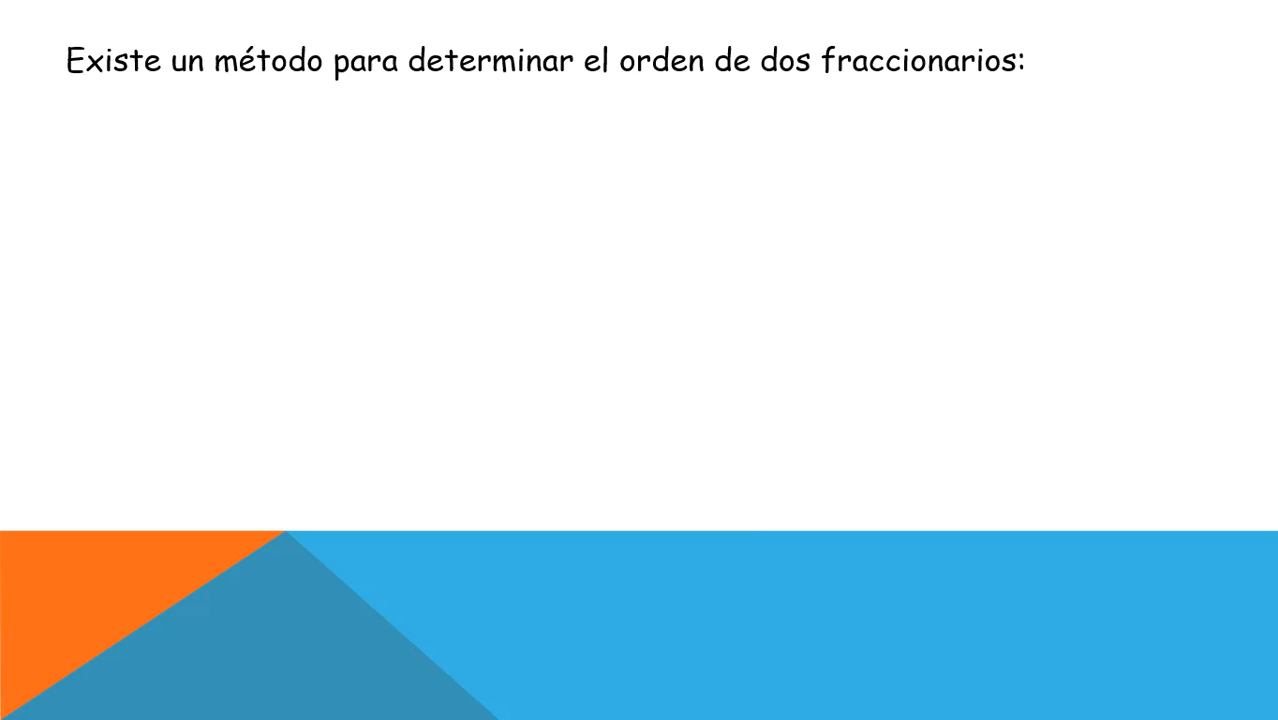 Existe un método para determinar el orden de dos fraccionarios: